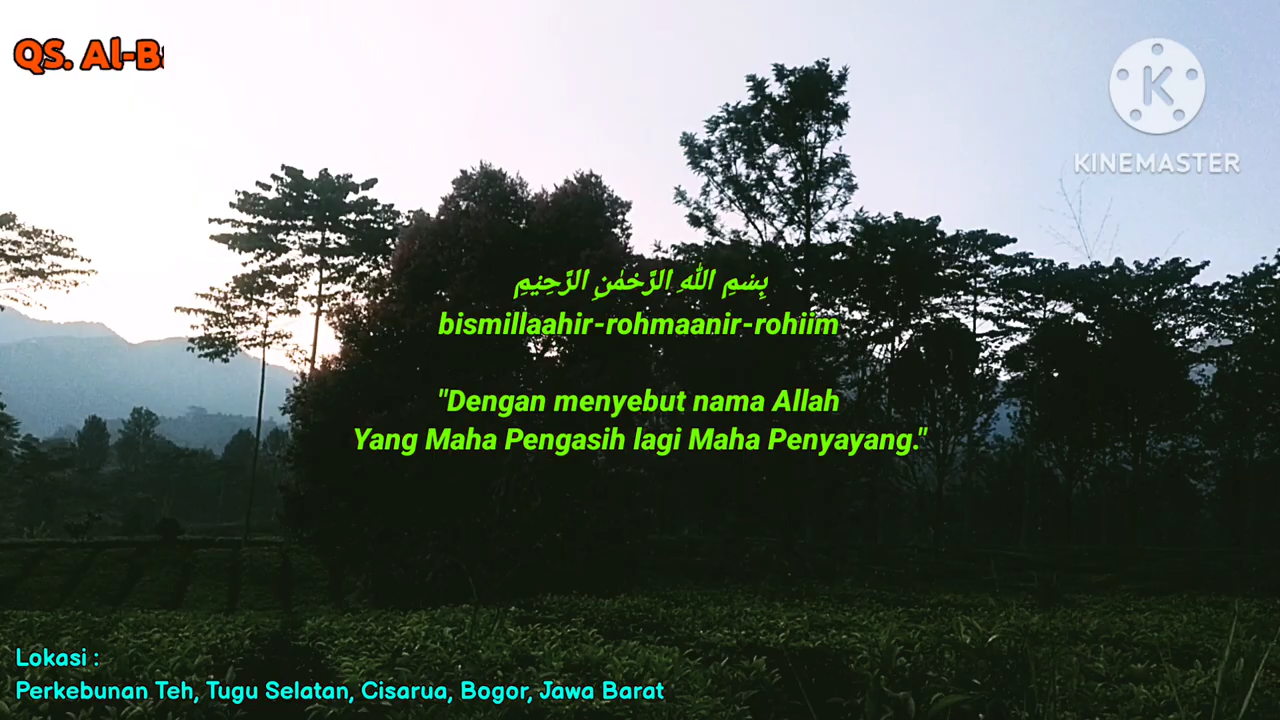 QS. Al-B
KINEMASTER
بِسْمِ اللّٰهِ الرَّحْمٰنِ الرَّحِيْمِ
bismillaahir-rohmaanir-rohiim
"Dengan menyebut nama Allah
Yang Maha Pengasih lagi Maha Penyayang."
Lokasi :
Perkebunan Teh, Tugu Selatan, Cisarua, Bogor, Jawa Barat